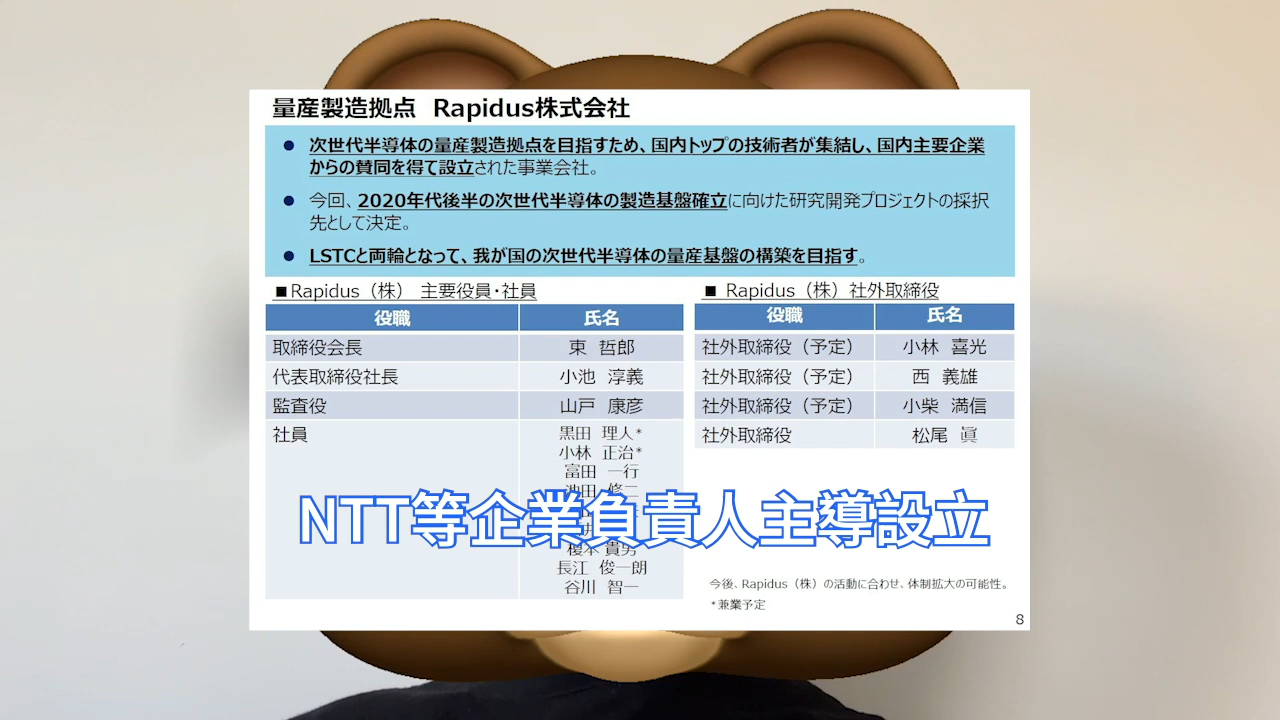 量産製造拠点 Rapidus株式会社
● 次世代半導体の量産製造拠点を目指すため、国内トップの技術者が集結し、国内主要企業
からの賛同を得て設立された事業会社。
● 今回、2020年代後半の次世代半導体の製造基盤確立に向けた研究開発プロジェクトの採択
先として決定。
● LSTCと両輪となって、我が国の次世代半導体の量産基盤の構築を目指す。
■Rapidus（株） 主要役員・社員
役職 氏名
取締役会長 東 哲郎
代表取締役社長 小池 淳義
監査役 山戸 康彦
社員 黒田 理人*
小林 正治*
富田 一行
池田 修二
榎本 貴男
長江 俊一朗
谷川 智一
■ Rapidus（株）社外取締役
役職 氏名
社外取締役（予定） 小林 喜光
社外取締役（予定） 西 義雄
社外取締役（予定） 小柴 満信
社外取締役 松尾 眞
NTT等企業負責人主導設立
今後、Rapidus（株）の活動に合わせ、体制拡大の可能性。
*兼業予定
8